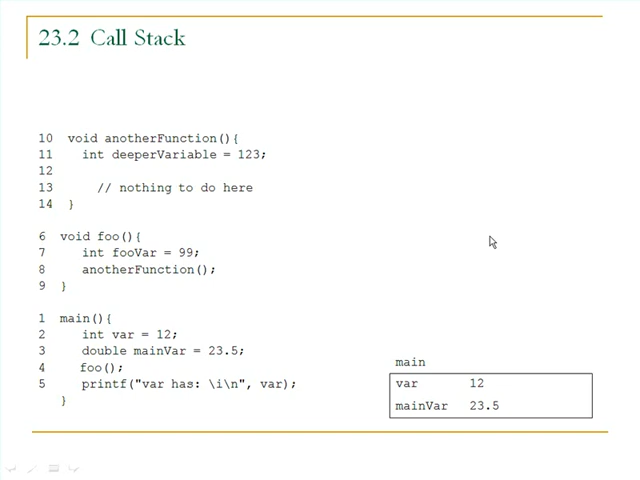 23.2 Call Stack
10 void anotherFunction(){
11 int deeperVariable = 123;
12
13 // nothing to do here
14 }
6 void foo(){
7 int fooVar = 99;
8 anotherFunction();
9 }
1 main(){
2 int var = 12;
3 double mainVar = 23.5;
4 foo();
5 printf("var has: \i\n", var);
}
main
var 12
mainVar 23.5